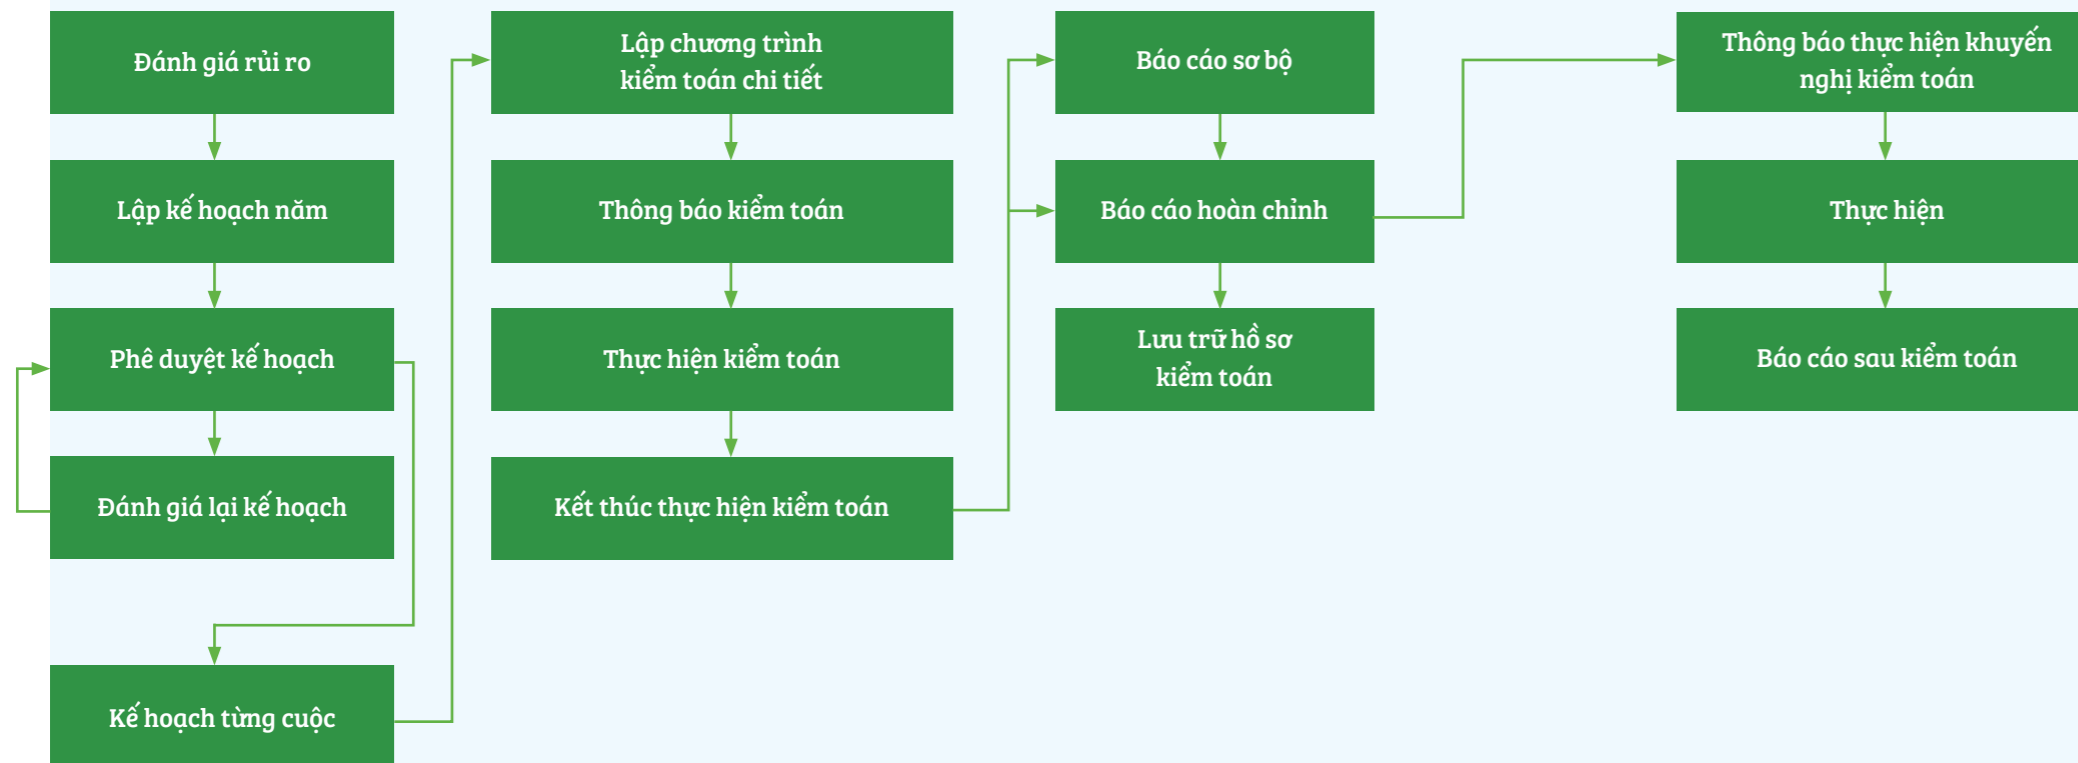 Đánh giá rủi ro
Lập kế hoạch năm
Phê duyệt kế hoạch
Đánh giá lại kế hoạch
Kế hoạch từng cuộc
Lập chương trình
kiểm toán chi tiết
Thông báo kiểm toán
Thực hiện kiểm toán
Kết thúc thực hiện kiểm toán
Báo cáo sơ bộ
Báo cáo hoàn chỉnh
Lưu trữ hồ sơ
kiểm toán
Thông báo thực hiện khuyến
nghị kiểm toán
Thực hiện
Báo cáo sau kiểm toán